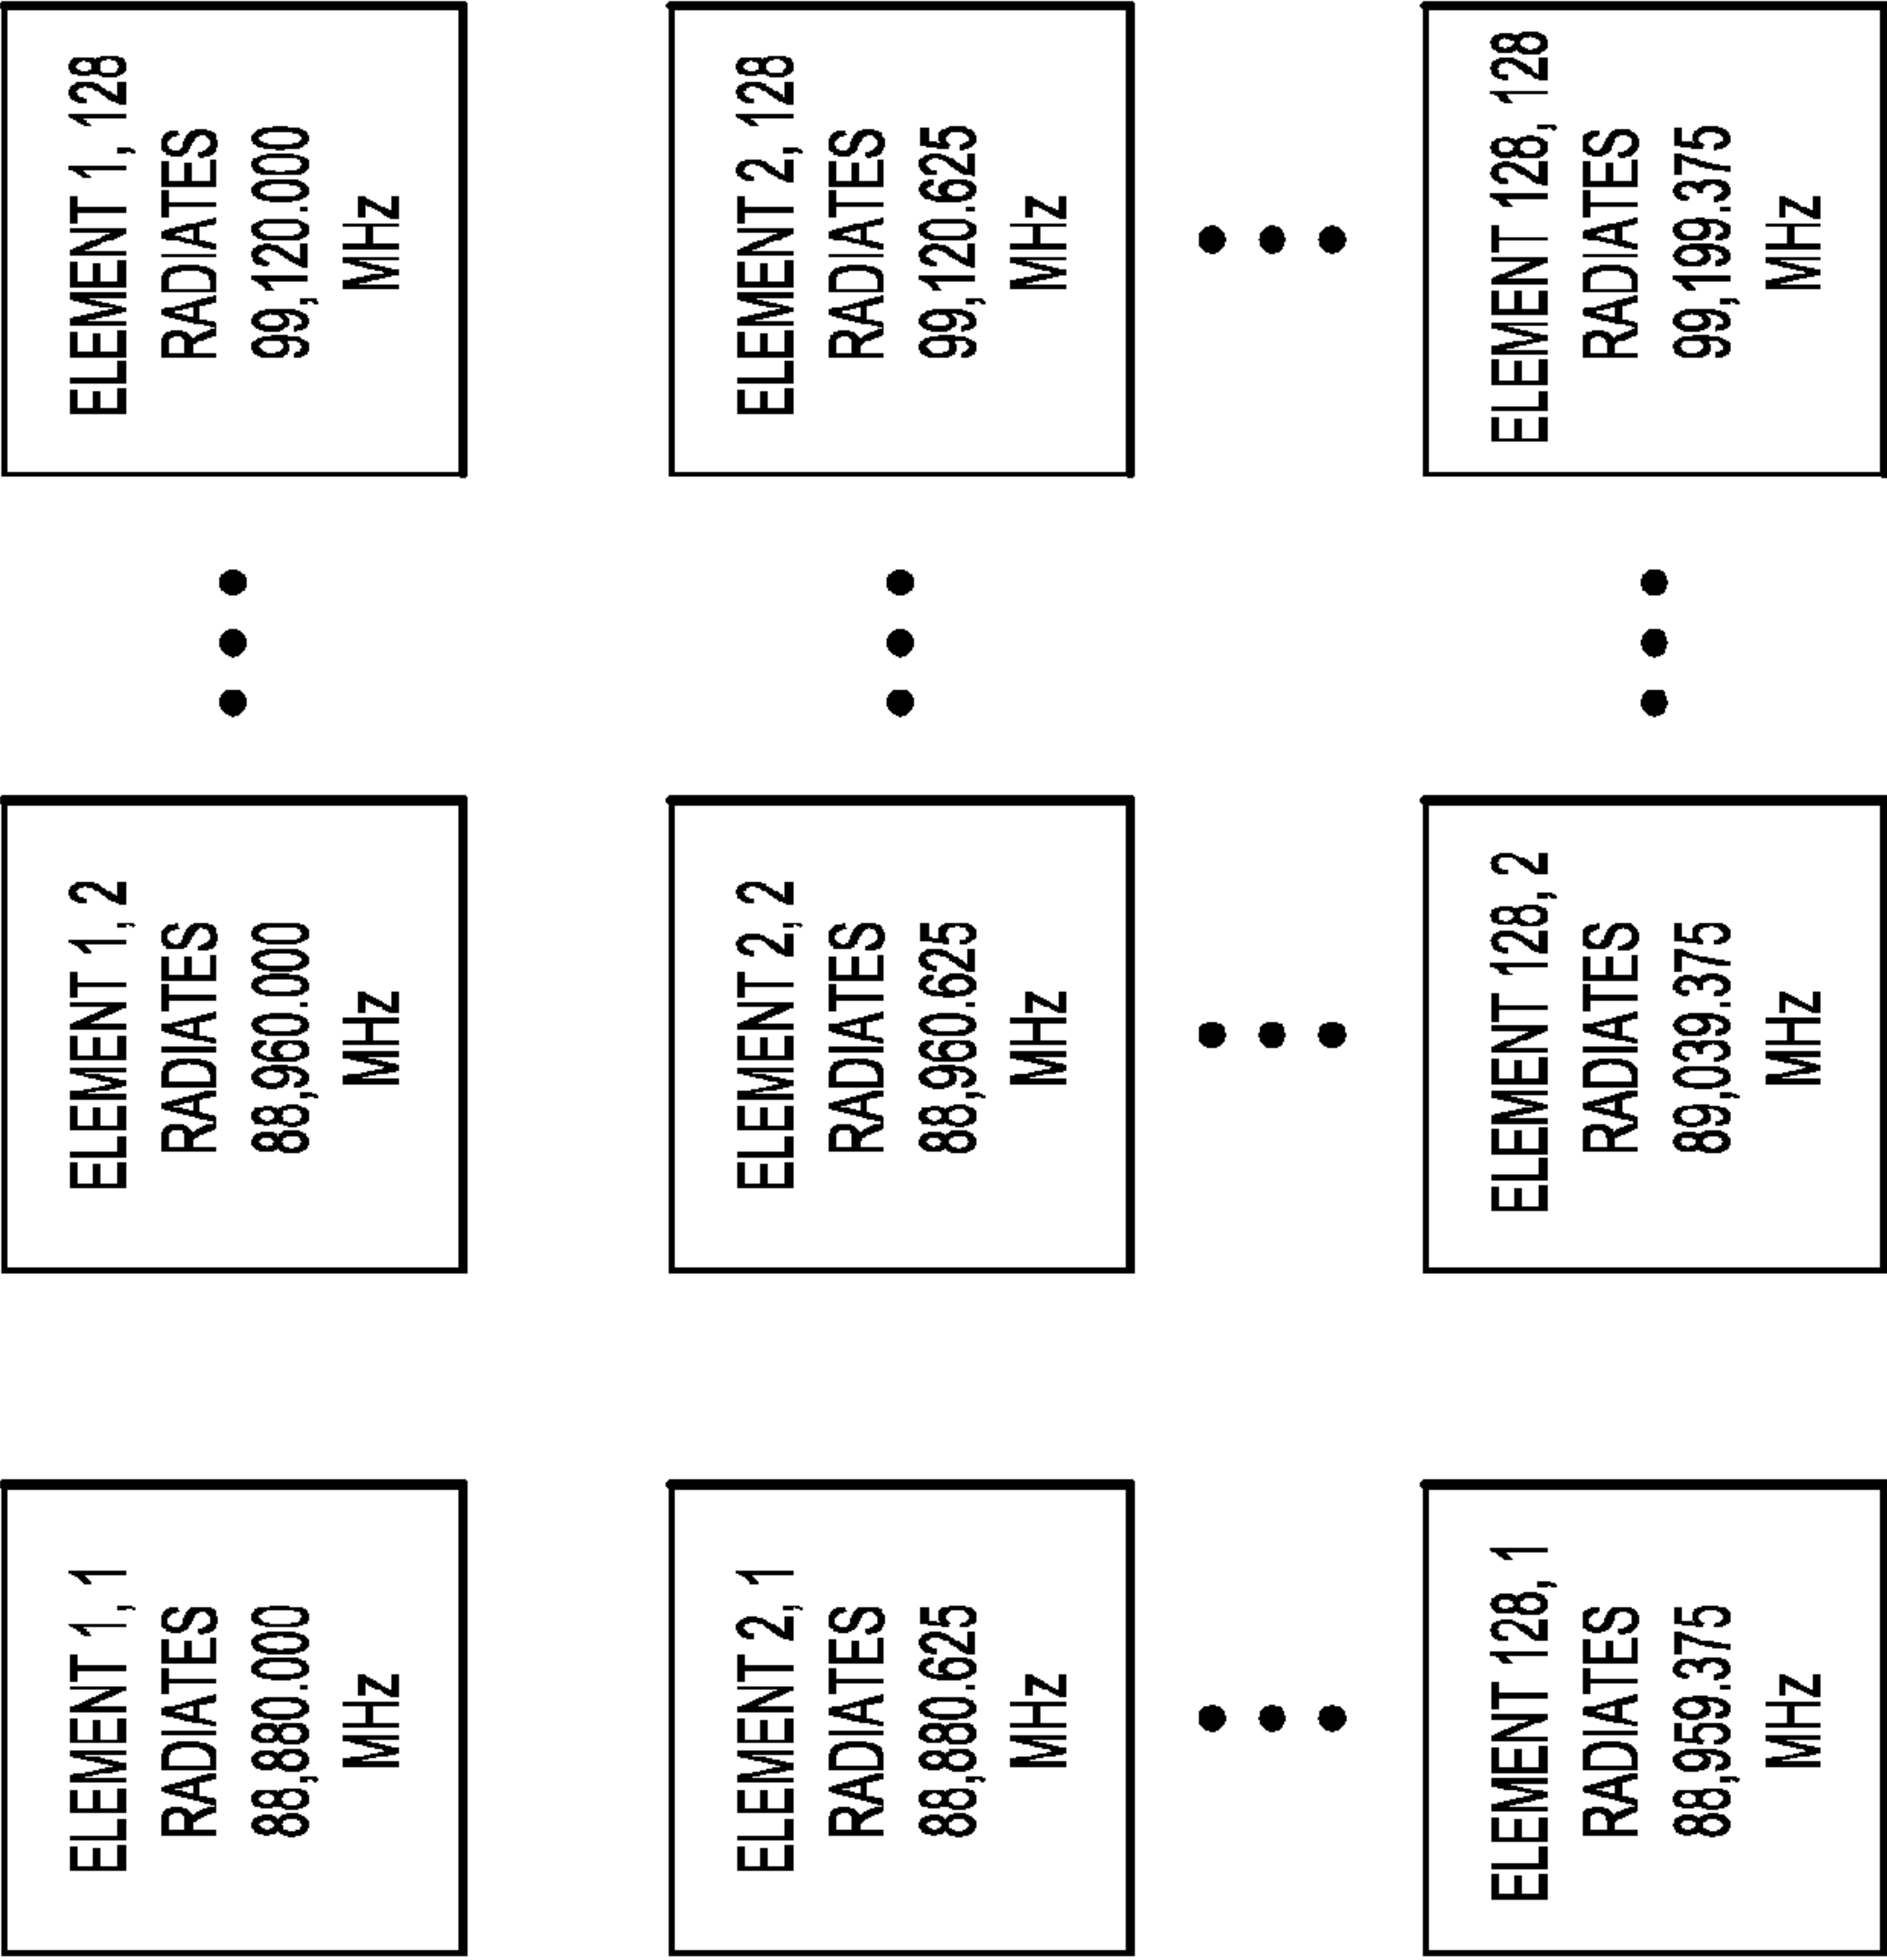 ELEMENT 1, 1
RADIATES
88,880.000
MHz
ELEMENT 1, 2
RADIATES
88,960.000
MHz
ELEMENT 1, 128
RADIATES
99,120.000
MHz
ELEMENT 2, 1
RADIATES
88,880.625
MHz
ELEMENT 2, 2
RADIATES
88,960.625
MHz
ELEMENT 2, 128
RADIATES
99,120.625
MHz
ELEMENT 128, 1
RADIATES
88,959.375
MHz
ELEMENT 128, 2
RADIATES
89,039.375
MHz
ELEMENT 128, 128
RADIATES
99,199.375
MHz